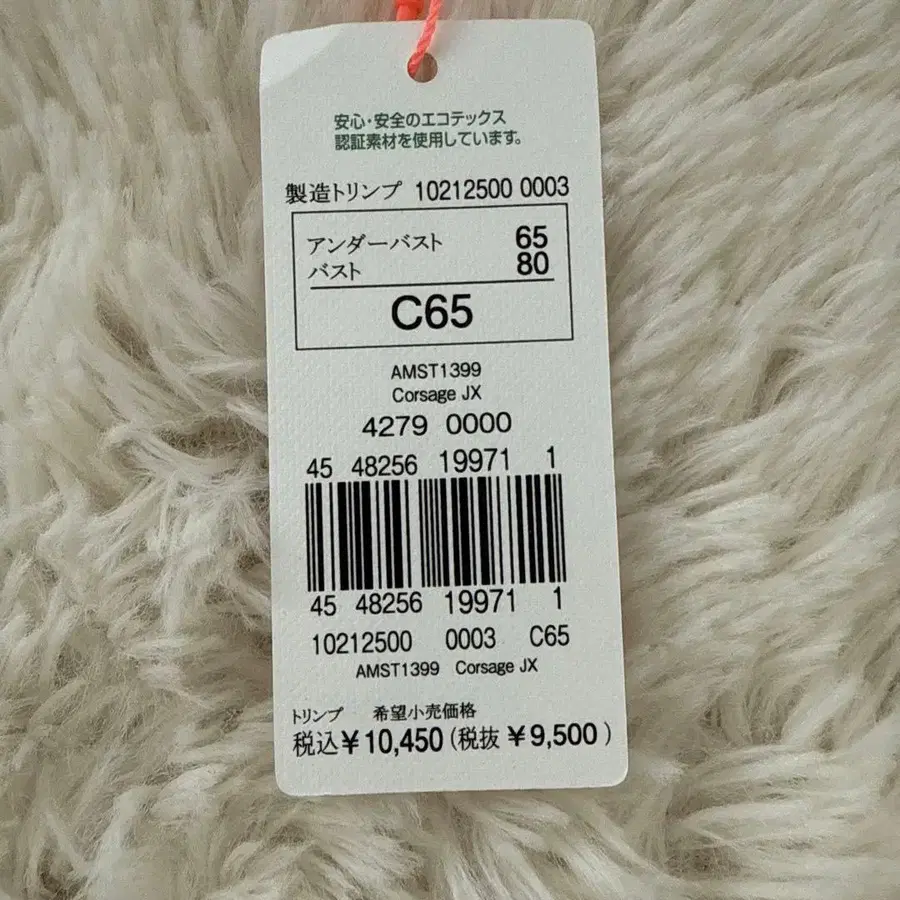 安心・安全のエコテックス
認証素材を使用しています。
製造トリンプ 10212500 0003
アンダーバスト 65
バスト 80
C65
AMST1399
Corsage JX
4279 0000
45 48256 19971 1
45 48256 19971 1
10212500 0003 C65
AMST1399 Corsage JX
トリンプ 希望小売価格
税込¥10,450(税抜 ¥9,500)